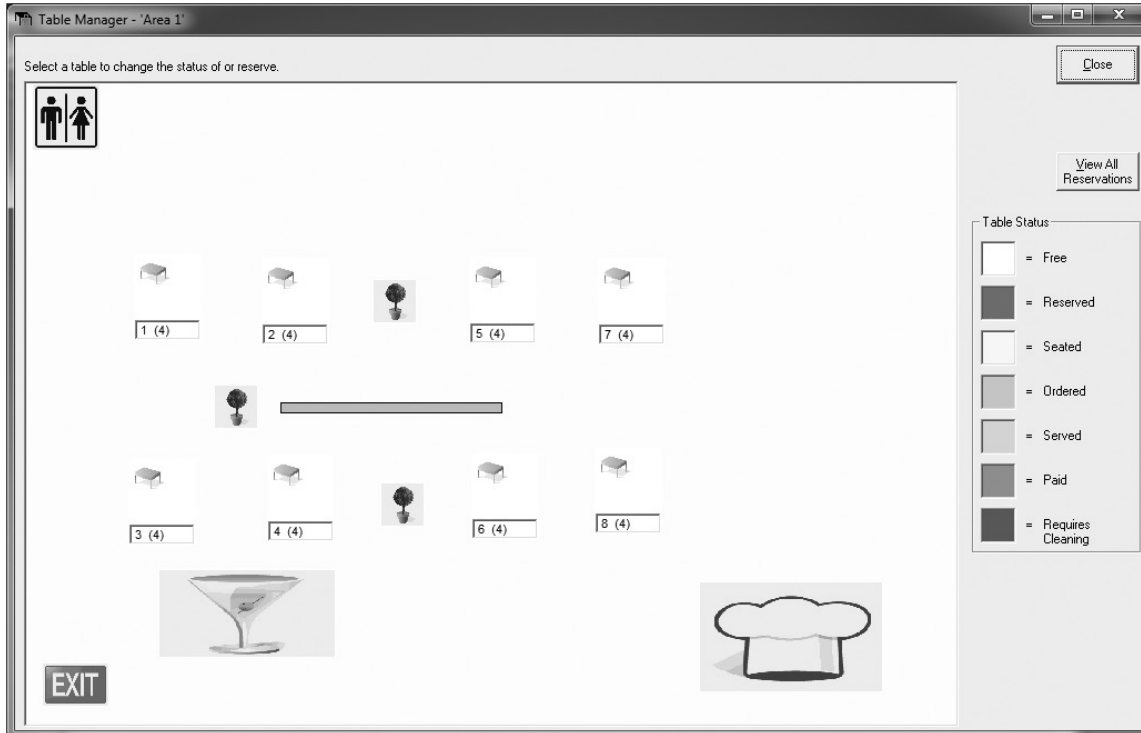 Table Manager - 'Area 1'
Select a table to change the status of or reserve.
Close
View All
Reservations
Table Status
= Free
= Reserved
= Seated
= Ordered
= Served
= Paid
= Requires
Cleaning
1 (4)
2 (4)
5 (4)
7 (4)
3 (4)
4 (4)
6 (4)
8 (4)
EXIT